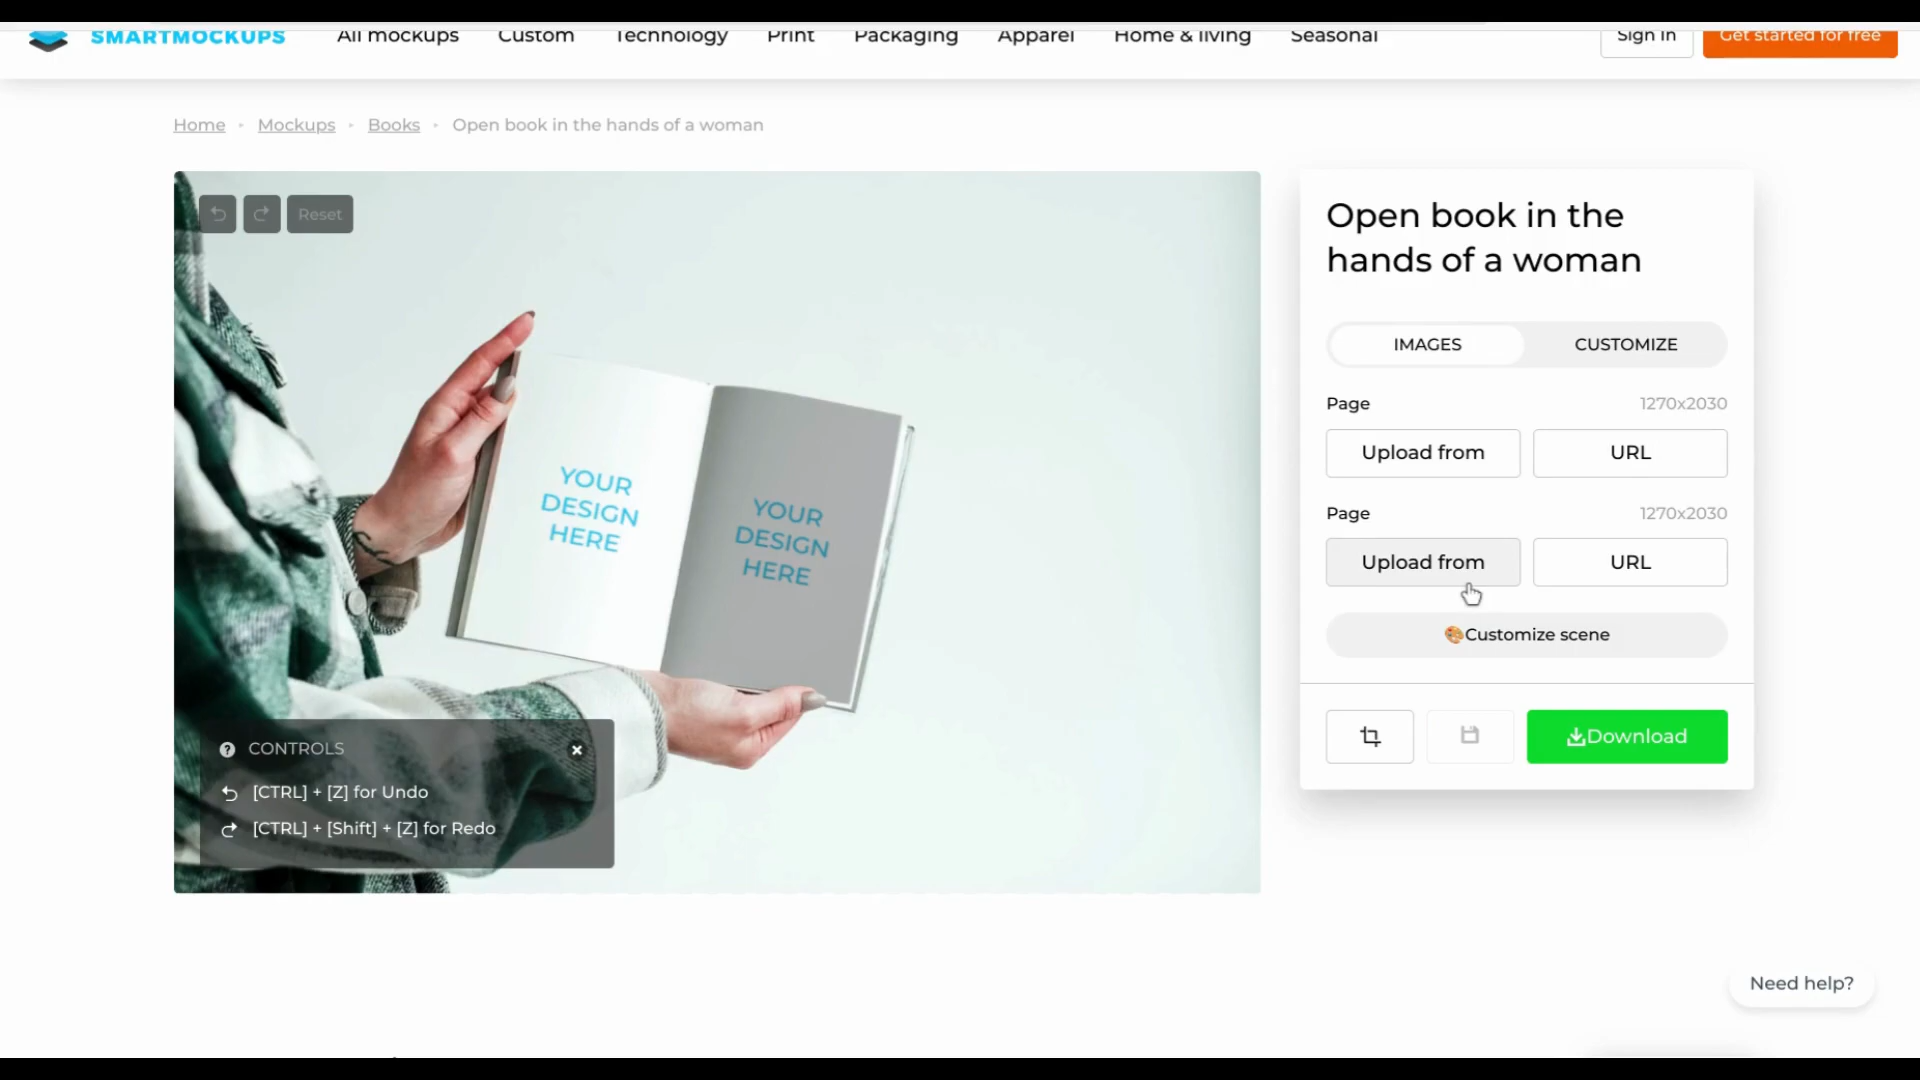 SMARTMOCKUPS All mockups Custom Technology Print Packaging Apparel Home & living Seasonal Sign In Get started for free
Home • Mockups • Books • Open book in the hands of a woman
Reset
YOUR
DESIGN
HERE
YOUR
DESIGN
HERE
CONTROLS
[CTRL] + [Z] for Undo
[CTRL] + [Shift] + [Z] for Redo
Open book in the
hands of a woman
IMAGES CUSTOMIZE
Page 1270x2030
Upload from URL
Page 1270x2030
Upload from URL
Customize scene
Download
Need help?